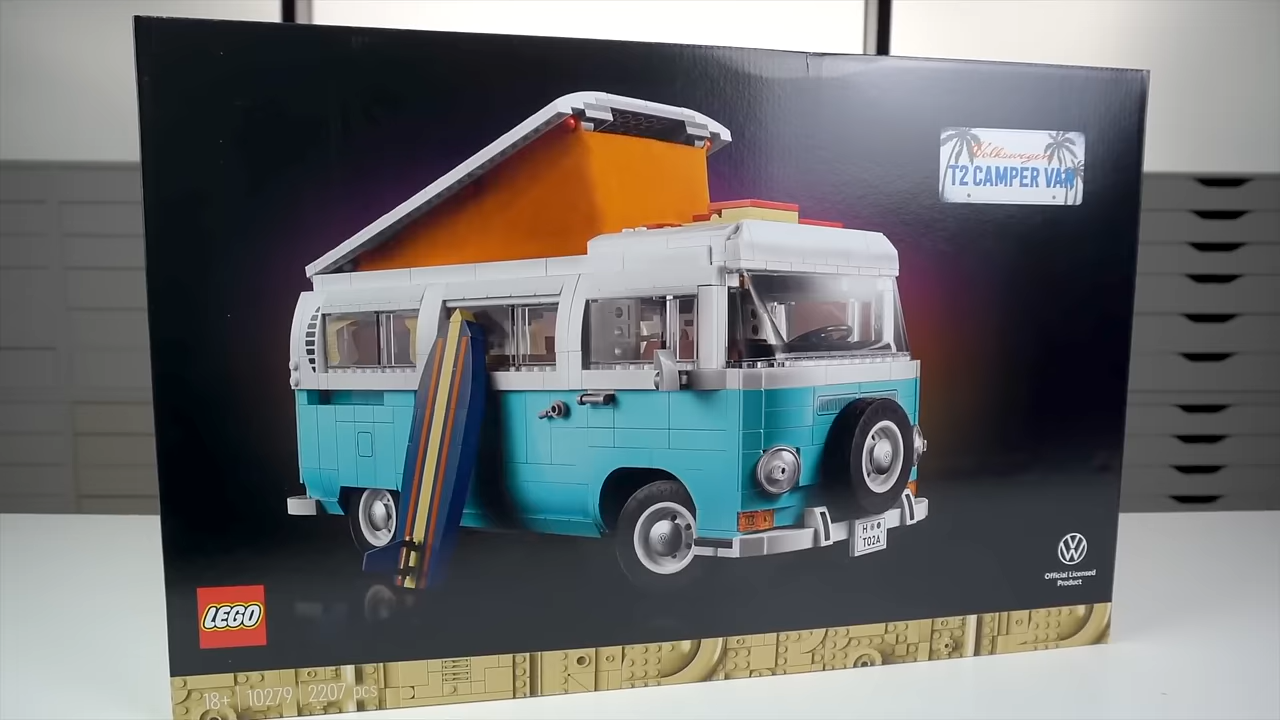 Volkswagen
T2 CAMPER VAN
H
T02A
Official Licensed
Product
LEGO
18+ | 10279 | 2207 pcs